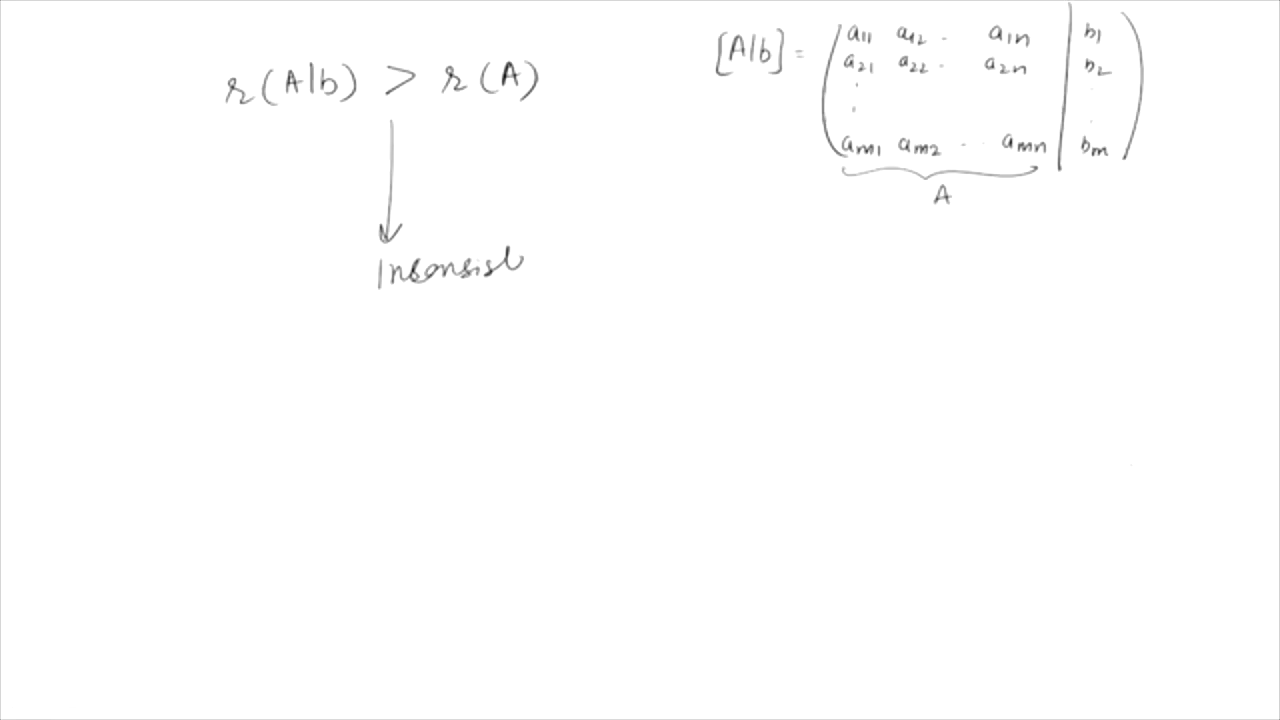 r(A|b) > r(A)
Inconsist
[A|b] = ( a11 a12 . a1n | b1
a21 a22 . a2n | b2
. .
. .
am1 am2 . . amn | bm )
A